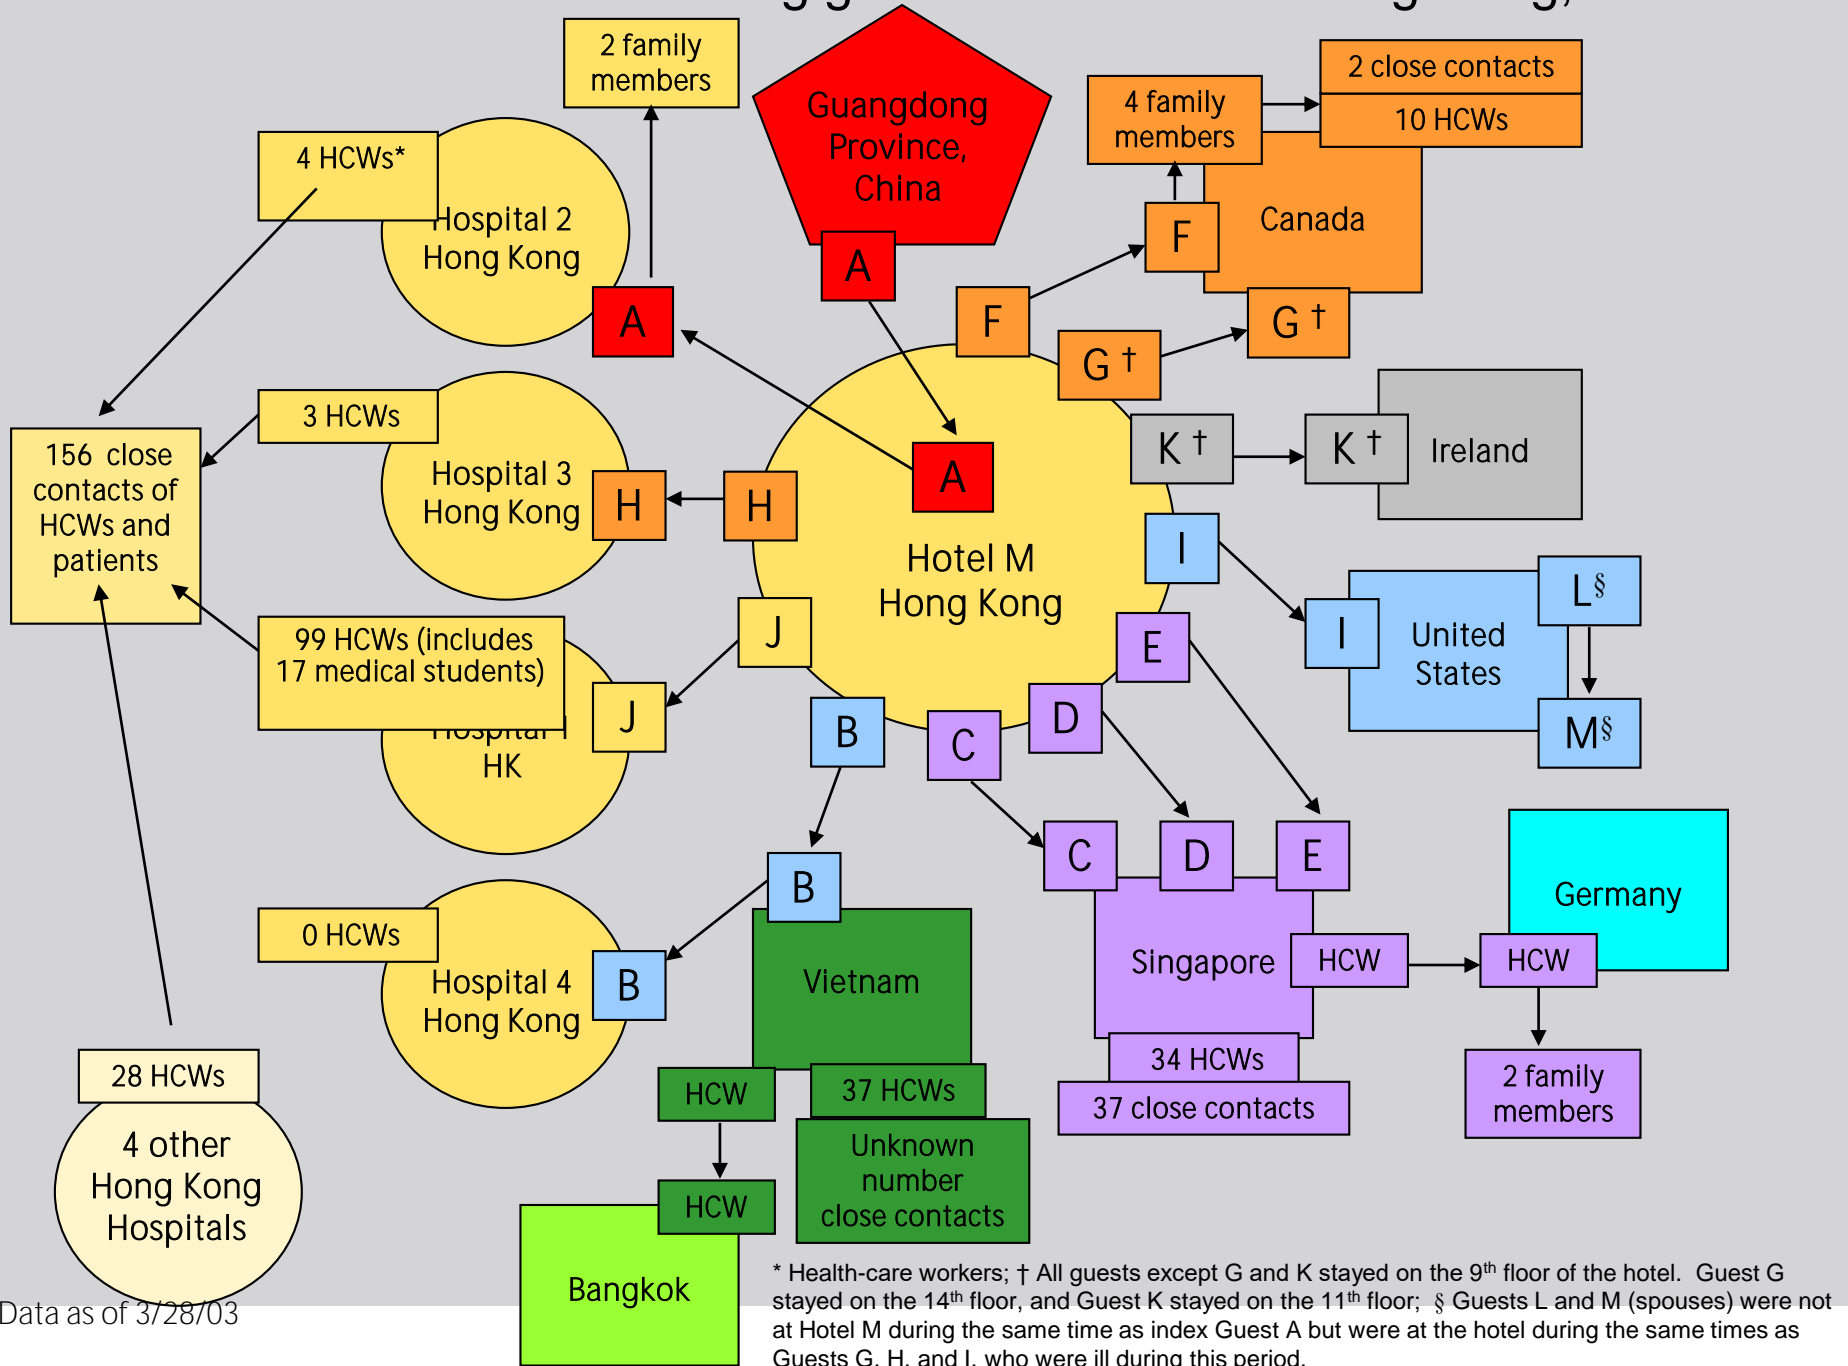 2 family
members
Guangdong
Province,
China
A
2 close contacts
10 HCWs
4 family
members
F
Canada
G †
4 HCWs*
Hospital 2
Hong Kong
A
F
G †
K †
K †
Ireland
3 HCWs
Hospital 3
Hong Kong
H
H
A
Hotel M
Hong Kong
156 close
contacts of
HCWs and
patients
I
I
United
States
L§
M§
99 HCWs (includes
17 medical students)
HK
J
J
B
C
D
E
C
D
E
B
Vietnam
0 HCWs
Hospital 4
Hong Kong
B
Singapore
HCW
HCW
Germany
2 family
members
34 HCWs
37 close contacts
HCW
37 HCWs
Unknown
number
close contacts
HCW
Bangkok
28 HCWs
4 other
Hong Kong
Hospitals
Data as of 3/28/03
* Health-care workers; † All guests except G and K stayed on the 9th floor of the hotel. Guest G
stayed on the 14th floor, and Guest K stayed on the 11th floor; § Guests L and M (spouses) were not
at Hotel M during the same time as index Guest A but were at the hotel during the same times as
Guests G, H, and I, who were ill during this period.